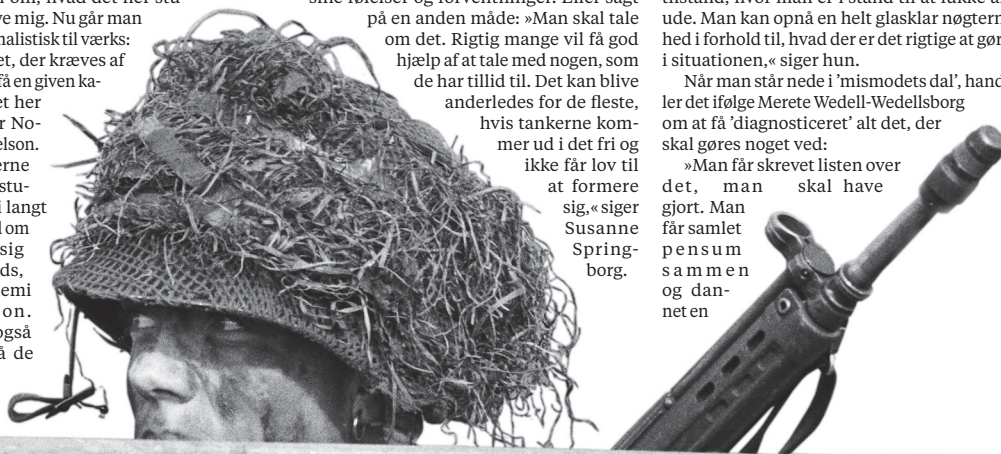 om, hvad det her stu-
ve mig. Nu går man
nalistisk til værks:
et, der kræves af
få en given ka-
et her
r No-
elson.
erne
stu-
i langt
om
sig
ds,
emi
on.
også
å de
sine følelser og forventninger. Eller sagt
på en anden måde: »Man skal tale
om det. Rigtig mange vil få god
hjælp af at tale med nogen, som
de har tillid til. Det kan blive
anderledes for de fleste,
hvis tankerne kom-
mer ud i det fri og
ikke får lov til
at formere
sig,« siger
Susanne
Spring-
borg.
tilstand, hvor man er i stand til at lukke a
ude. Man kan opnå en helt glasklar nøgtern
hed i forhold til, hvad der er det rigtige at gør
i situationen,« siger hun.
Når man står nede i 'mismodets dal', hand
ler det ifølge Merete Wedell-Wedellsborg
om at få 'diagnosticeret' alt det, der
skal gøres noget ved:
»Man får skrevet listen over
det, man skal have
gjort. Man
får samlet
pensum
sammen
og dan-
net en